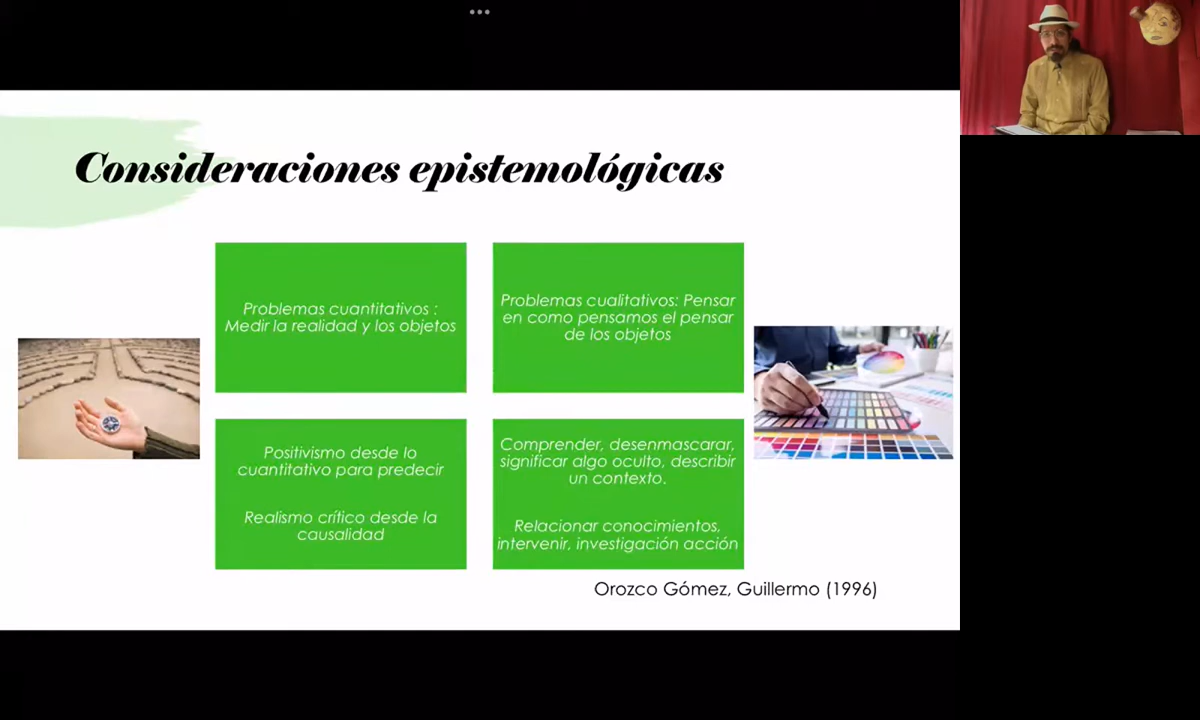 Consideraciones epistemológicas
Problemas cuantitativos :
Medir la realidad y los objetos
Problemas cualitativos: Pensar
en como pensamos el pensar
de los objetos
Positivismo desde lo
cuantitativo para predecir
Realismo crítico desde la
causalidad
Comprender, desenmascarar,
significar algo oculto, describir
un contexto.
Relacionar conocimientos,
intervenir, investigación acción
Orozco Gómez, Guillermo (1996)